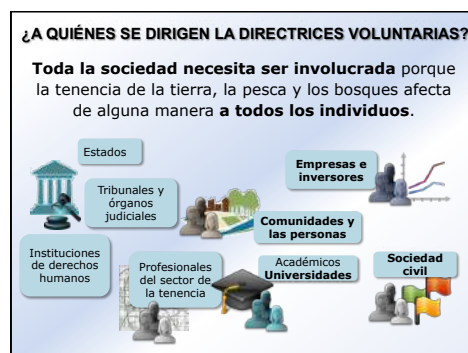 ¿A QUIÉNES SE DIRIGEN LA DIRECTRICES VOLUNTARIAS?
Toda la sociedad necesita ser involucrada porque
la tenencia de la tierra, la pesca y los bosques afecta
de alguna manera a todos los individuos.
Estados
Empresas e
inversores
Tribunales y
órganos
judiciales
Comunidades y
las personas
Instituciones
de derechos
humanos
Profesionales
del sector de
la tenencia
Académicos
Universidades
Sociedad
civil